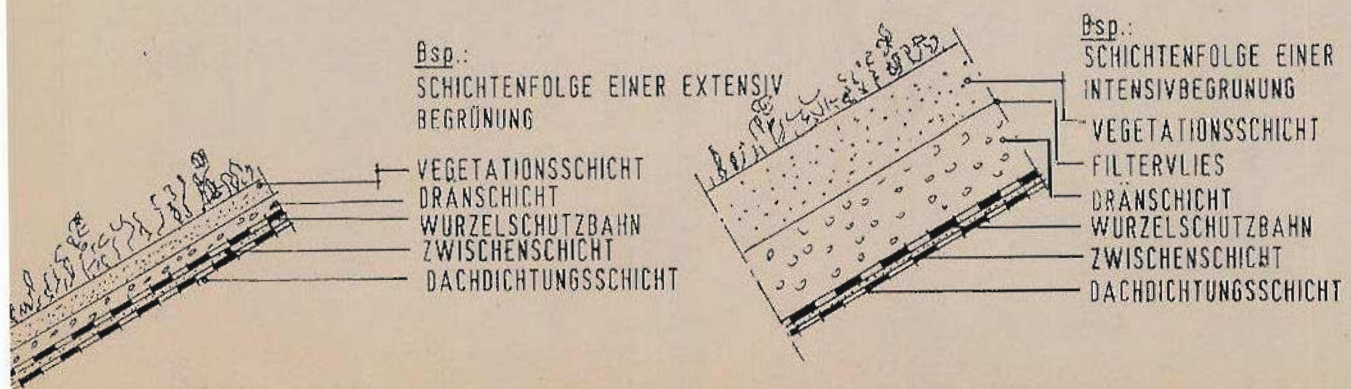 Bsp.:
SCHICHTENFOLGE EINER EXTENSIV
BEGRÜNUNG
VEGETATIONSSCHICHT
DRÄNSCHICHT
WURZELSCHUTZBAHN
ZWISCHENSCHICHT
DACHDICHTUNGSSCHICHT
Bsp.:
SCHICHTENFOLGE EINER
INTENSIVBEGRUNUNG
VEGETATIONSSCHICHT
FILTERVLIES
DRÄNSCHICHT
WURZELSCHUTZBAHN
ZWISCHENSCHICHT
DACHDICHTUNGSSCHICHT